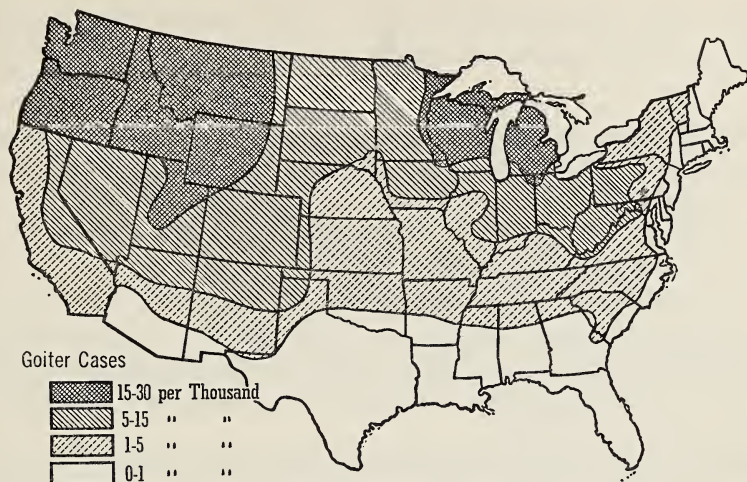 Goiter Cases
15-30 per Thousand
5-15 " "
1-5 " "
0-1 " "